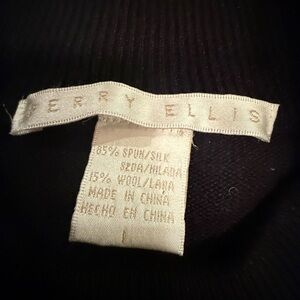 ERRY ELLIS
85% SPUN/SILK
SEDA/HILADA
15% WOOL/LANA
MADE IN CHINA
HECHO EN CHINA